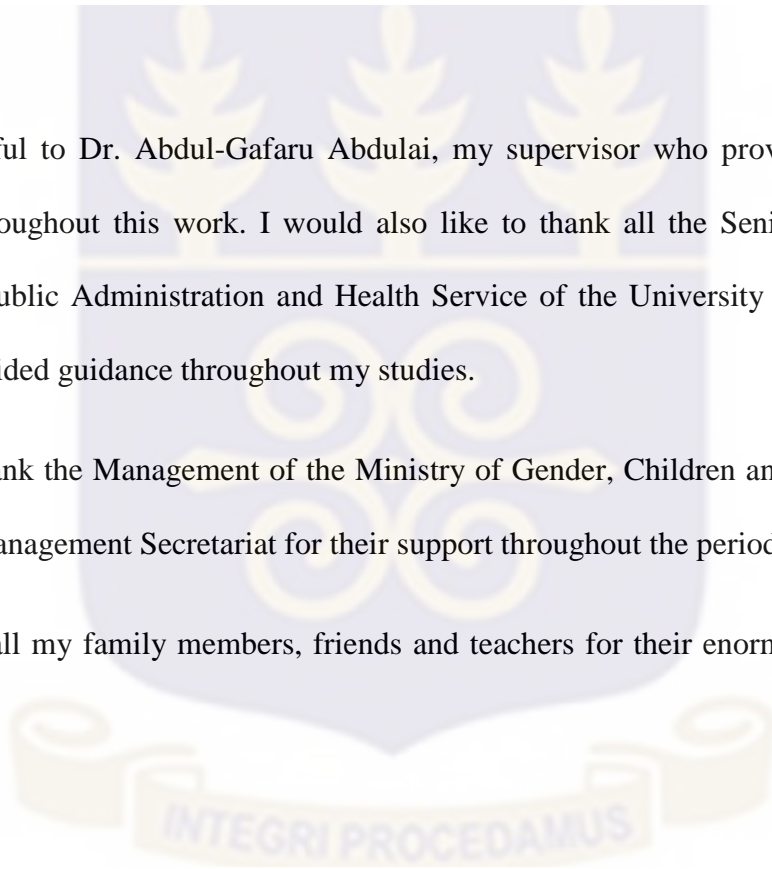 ful to Dr. Abdul-Gafaru Abdulai, my supervisor who prov
oughout this work. I would also like to thank all the Seni
ublic Administration and Health Service of the University
ided guidance throughout my studies.
ank the Management of the Ministry of Gender, Children an
anagement Secretariat for their support throughout the period
all my family members, friends and teachers for their enorm
INTEGRI PROCEDAMUS